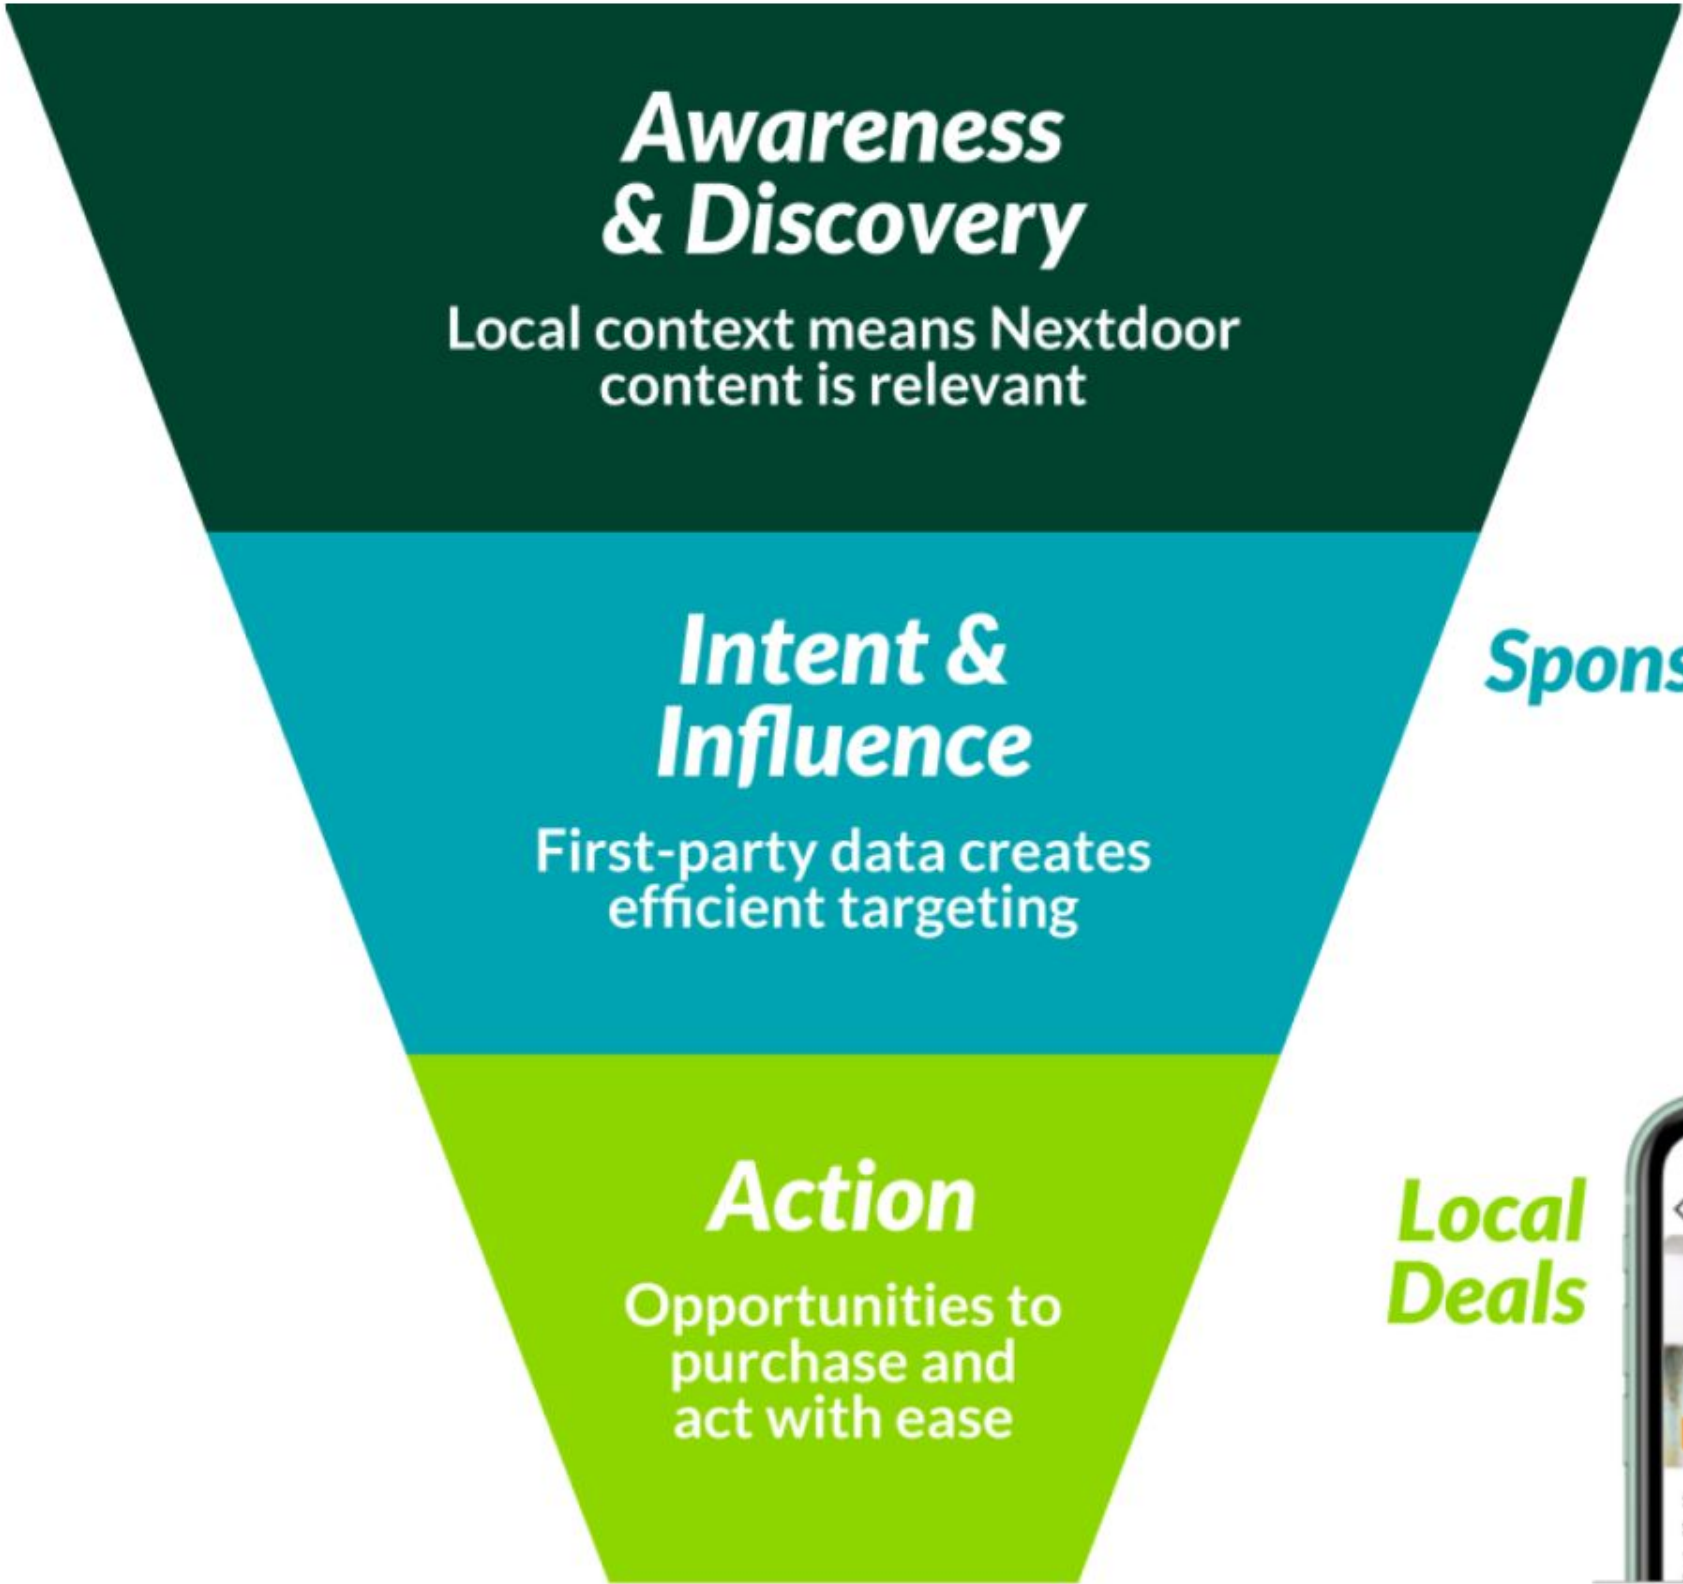 Awareness
& Discovery
Local context means Nextdoor
content is relevant
Intent &
Influence
First-party data creates
efficient targeting
Spons
Action
Opportunities to
purchase and
act with ease
Local
Deals